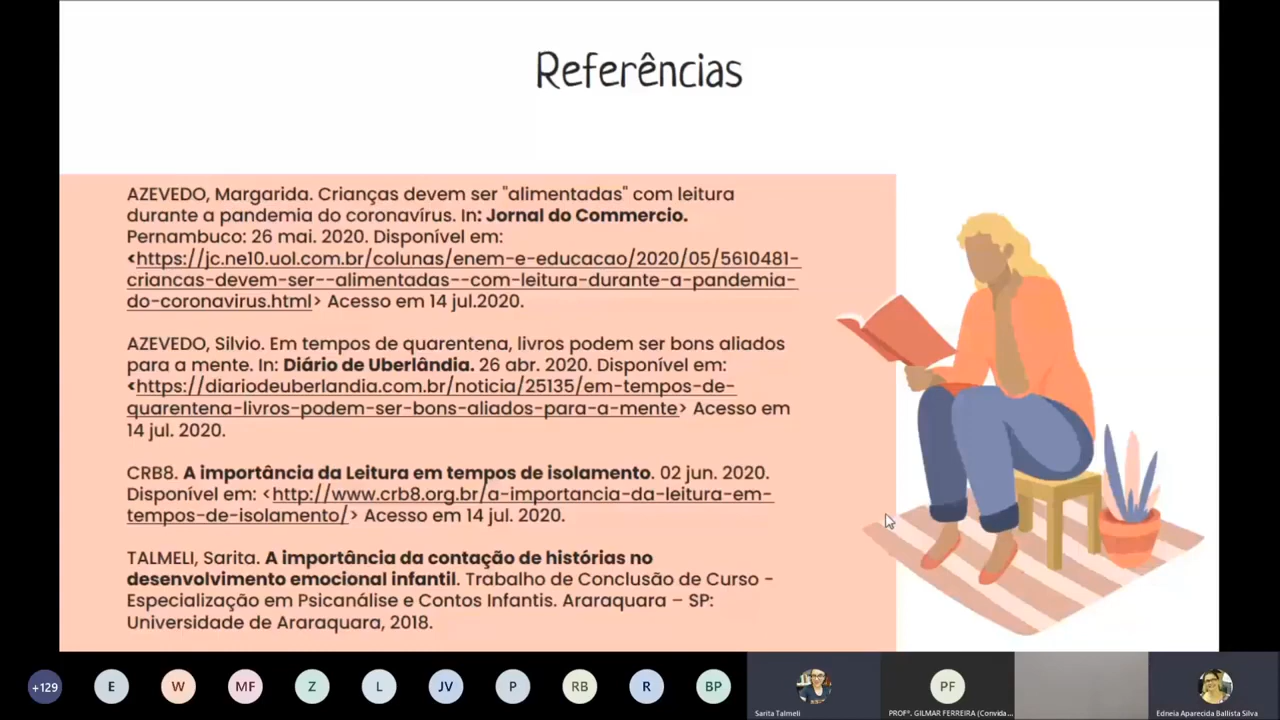 Referências
AZEVEDO, Margarida. Crianças devem ser "alimentadas" com leitura
durante a pandemia do coronavírus. In: Jornal do Commercio.
Pernambuco: 26 mai. 2020. Disponível em:
<https://jc.ne10.uol.com.br/colunas/enem-e-educacao/2020/05/5610481-
criancas-devem-ser--alimentadas--com-leitura-durante-a-pandemia-
do-coronavirus.html> Acesso em 14 jul.2020.
AZEVEDO, Silvio. Em tempos de quarentena, livros podem ser bons aliados
para a mente. In: Diário de Uberlândia. 26 abr. 2020. Disponível em:
<https://diariodeuberlandia.com.br/noticia/25135/em-tempos-de-
quarentena-livros-podem-ser-bons-aliados-para-a-mente> Acesso em
14 jul. 2020.
CRB8. A importância da Leitura em tempos de isolamento. 02 jun. 2020.
Disponível em: <http://www.crb8.org.br/a-importancia-da-leitura-em-
tempos-de-isolamento/> Acesso em 14 jul. 2020.
TALMELI, Sarita. A importância da contação de histórias no
desenvolvimento emocional infantil. Trabalho de Conclusão de Curso -
Especialização em Psicanálise e Contos Infantis. Araraquara – SP:
Universidade de Araraquara, 2018.
+129 E W MF Z L JV P RB R BP PF
Sarita Talmeli PROFº. GILMAR FERREIRA (Convida... Edneia Aparecida Ballista Silva